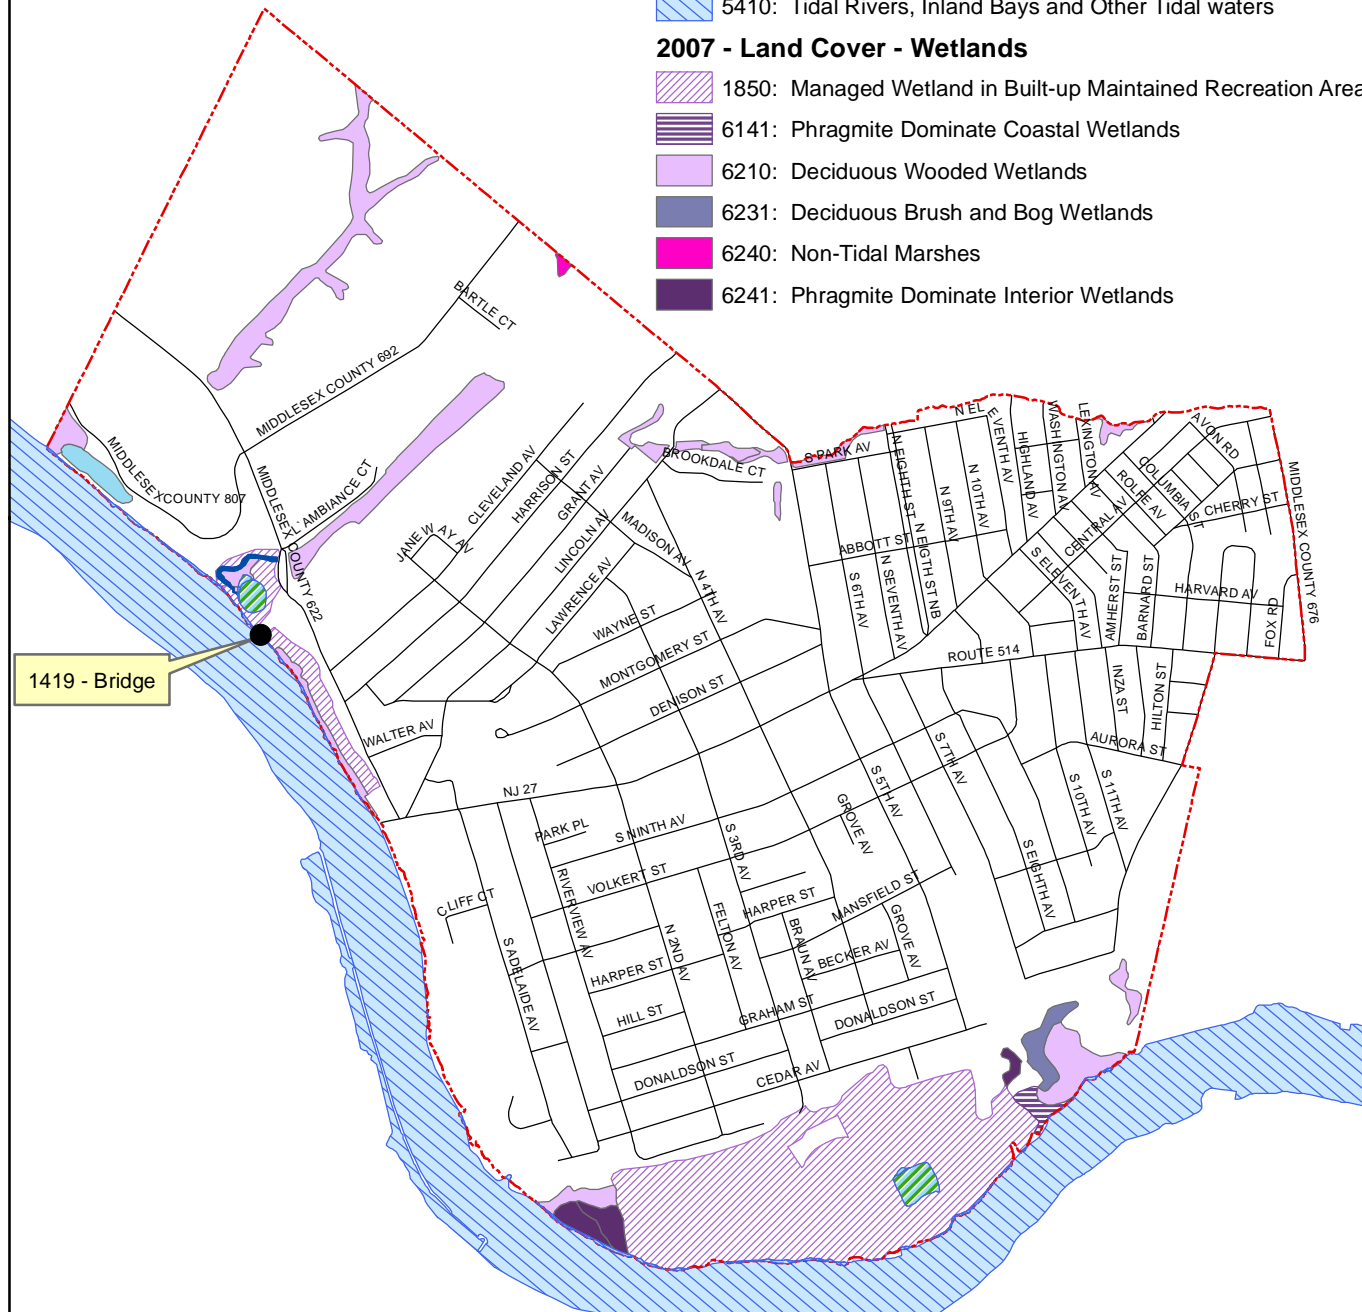 5410: Tidal Rivers, Inland Bays and Other Tidal waters
2007 - Land Cover - Wetlands
1850: Managed Wetland in Built-up Maintained Recreation Area
6141: Phragmite Dominate Coastal Wetlands
6210: Deciduous Wooded Wetlands
6231: Deciduous Brush and Bog Wetlands
6240: Non-Tidal Marshes
6241: Phragmite Dominate Interior Wetlands
BARTLE CT
MIDDLESEX COUNTY 692
MIDDLESEXCOUNTY 807
MIDDLESEX COUNTY 622
L' AMBIANCE CT
JANEW AY AV
CLEVELAND AV
HARRISON ST
GRANT AV
LINCOLN AV
LAWRENCE AV
MADISON AV
BROOKDALE CT
S PARK AV
N EL EVENTH AV
HIGHLAND AV
WASHINGTON AV
LEXINGTON AV
AVON RD
COLUMBIA ST
ROLFE AV
CENTRAL AV
CHERRY ST
MIDDLESEX COUNTY 676
N EIGHTH ST
N 9TH AV
N 10TH AV
N EIGTH ST NB
ABBOTT ST
S 6TH AV
N SEVENTH AV
S ELEVENTH AV
AMHERST ST
BARNARD ST
HARVARD AV
FOX RD
N 4TH AV
WAYNE ST
MONTGOMERY ST
DENISON ST
ROUTE 514
INZA ST
HILTON ST
AURORA ST
1419 - Bridge
WALTER AV
NJ 27
PARK PL
S NINTH AV
VOLKERT ST
S 3RD AV
GROVE AV
S 5TH AV
S 7TH AV
S 10TH AV
S 11TH AV
S EIGHTH AV
CLIFF CT
RIVERVIEW AV
S ADELAIDE AV
N 2ND AV
FELTON AV
HARPER ST
MANSFIELD ST
BRAUN AV
BECKER AV
GROVE AV
HARPER ST
HILL ST
GRAHAM ST
DONALDSON ST
DONALDSON ST
CEDAR AV